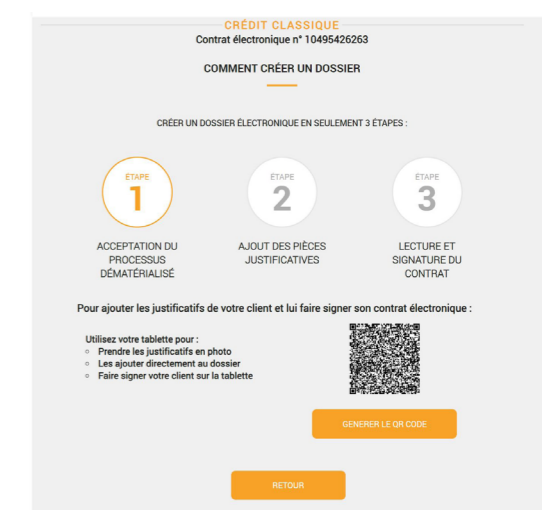 CRÉDIT CLASSIQUE
Contrat électronique n° 10495426263
COMMENT CRÉER UN DOSSIER
CRÉER UN DOSSIER ÉLECTRONIQUE EN SEULEMENT 3 ÉTAPES :
ÉTAPE
1
ACCEPTATION DU
PROCESSUS
DÉMATÉRIALISÉ
ÉTAPE
2
AJOUT DES PIÈCES
JUSTIFICATIVES
ÉTAPE
3
LECTURE ET
SIGNATURE DU
CONTRAT
Pour ajouter les justificatifs de votre client et lui faire signer son contrat électronique :
Utilisez votre tablette pour :
Prendre les justificatifs en photo
Les ajouter directement au dossier
Faire signer votre client sur la tablette
GENERER LE QR CODE
RETOUR